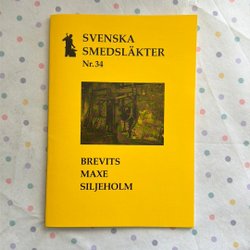 SVENSKA
SMEDSLÄKTER
Nr. 34
BREVITS
MAXE
SILJEHOLM